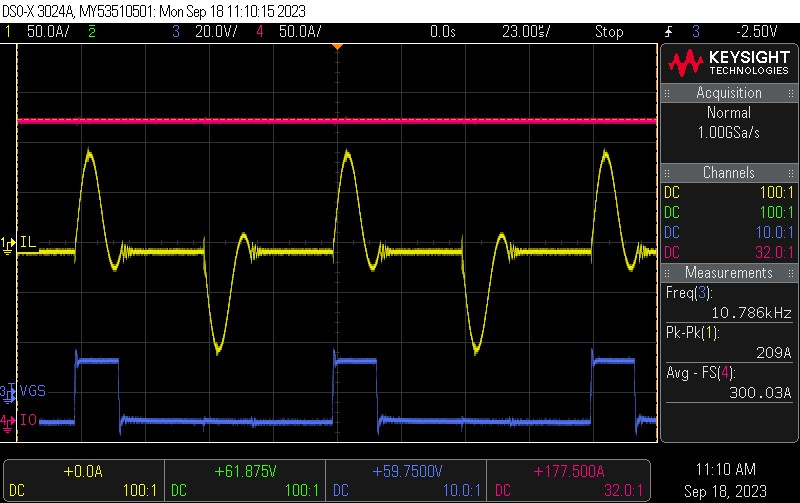 DSO-X 3024A, MY53510501: Mon Sep 18 11:10:15 2023
1 50.0A/ 2 3 20.0V/ 4 50.0A/ 0.0s 23.00s/ Stop 3 -2.50V
KEYSIGHT
TECHNOLOGIES
Acquisition
Normal
1.00GSa/s
Channels
DC 100:1
DC 100:1
DC 10.0:1
DC 32.0:1
Measurements
Freq(3):
10.786kHz
Pk-Pk(1):
209A
Avg - FS(4):
300.03A
1 IL
3 VGS
4 IO
+0.0A
DC 100:1
+61.875V
DC 100:1
+59.7500V
DC 10.0:1
+177.500A
DC 32.0:1
11:10 AM
Sep 18, 2023